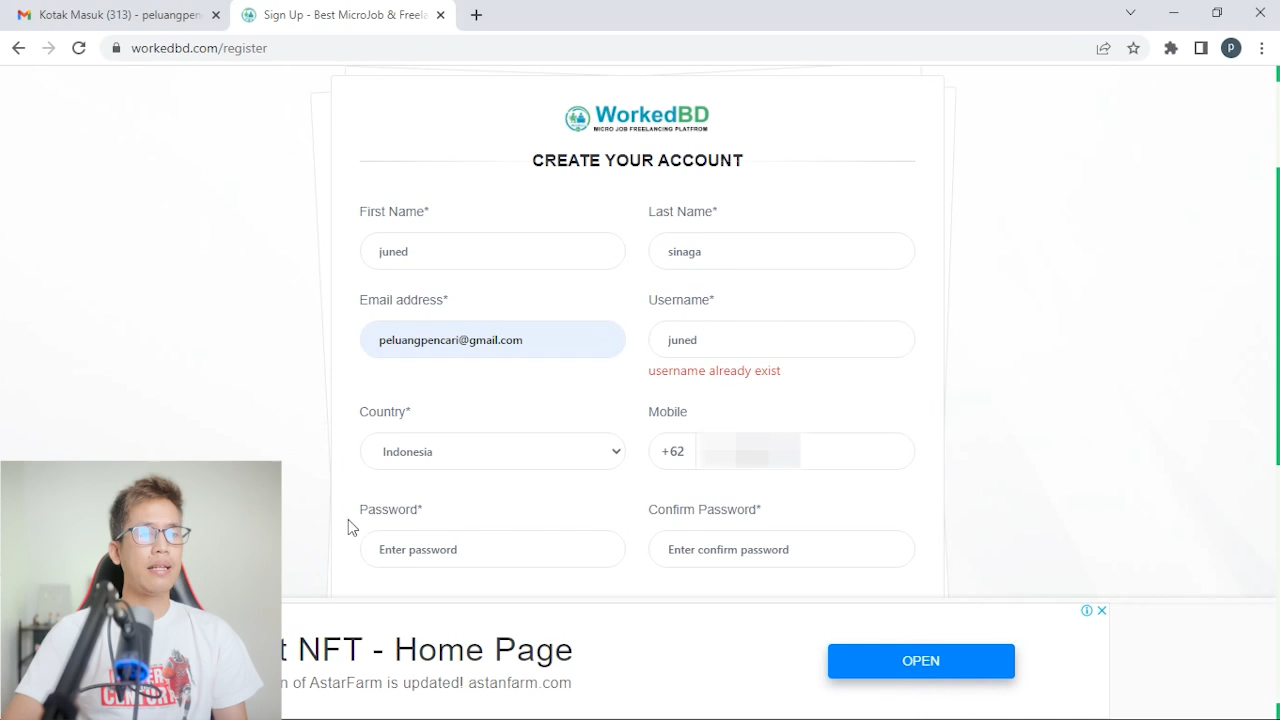 Kotak Masuk (313) - peluangpen
Sign Up - Best MicroJob & Freela
workedbd.com/register
P
WorkedBD
MICRO JOB FREELANCING PLATFROM
CREATE YOUR ACCOUNT
First Name*
Last Name*
juned
sinaga
Email address*
Username*
peluangpencari@gmail.com
juned
username already exist
Country*
Mobile
Indonesia
+62
Password*
Confirm Password*
Enter password
Enter confirm password
t NFT - Home Page
OPEN
n of AstarFarm is updated! astanfarm.com